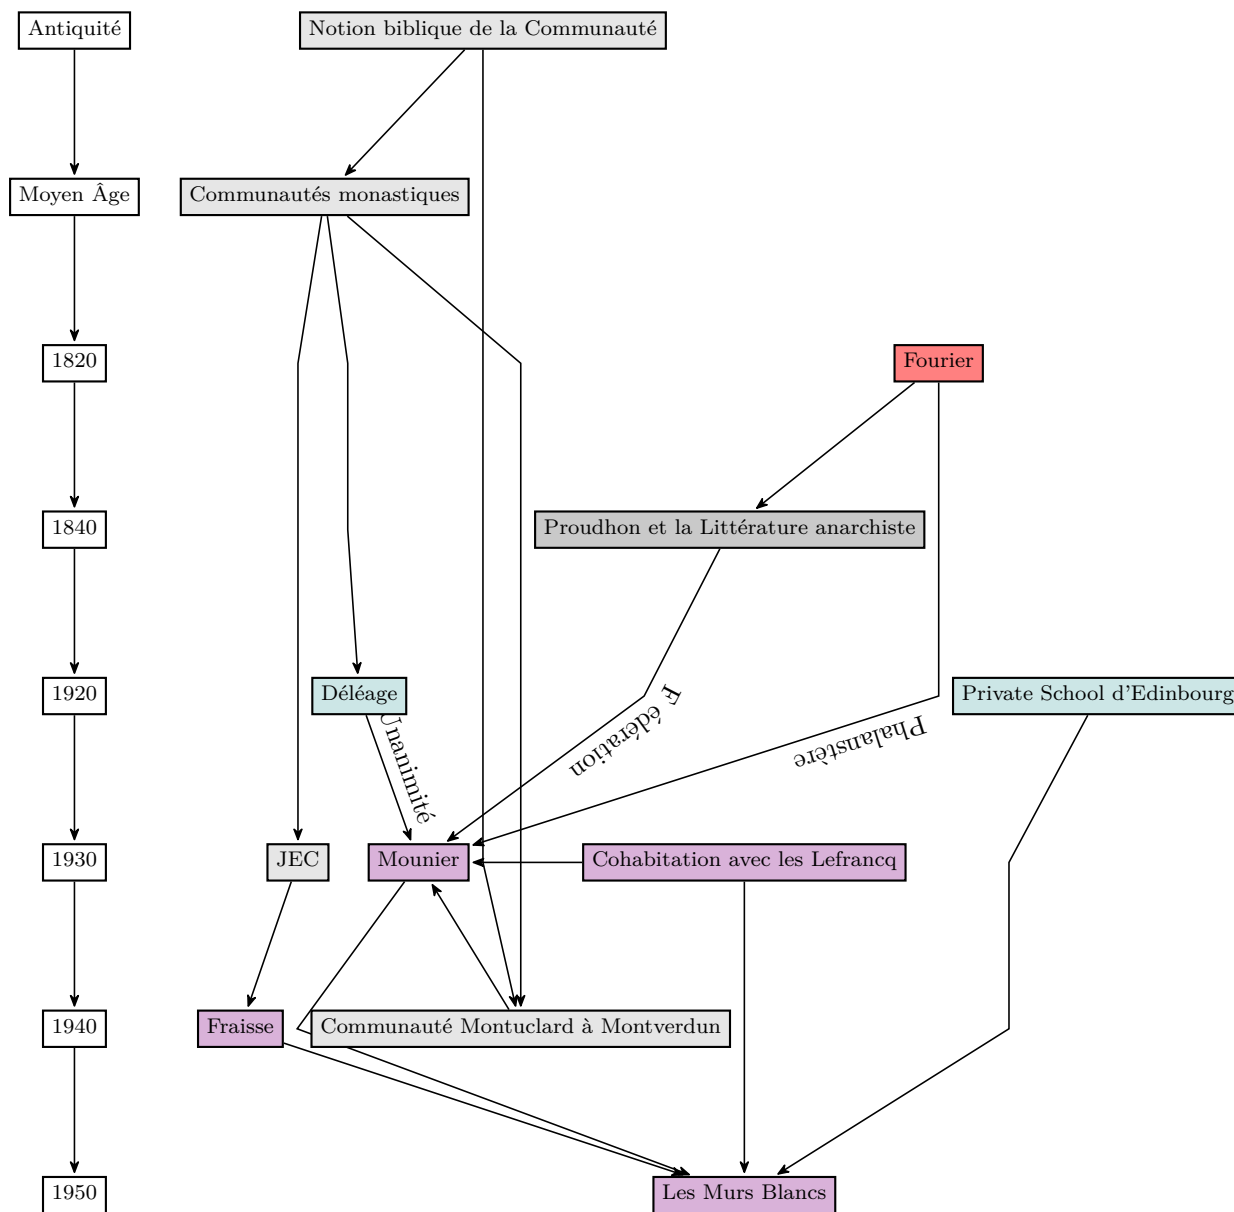 Antiquité
Notion biblique de la Communauté
Moyen Âge
Communautés monastiques
1820
Fourier
1840
Proudhon et la Littérature anarchiste
1920
Déléage
Private School d'Edinbourg
Unanimité
F édération
Phalanstère
1930
JEC
Mounier
Cohabitation avec les Lefrancq
1940
Fraisse
Communauté Montuclard à Montverdun
1950
Les Murs Blancs